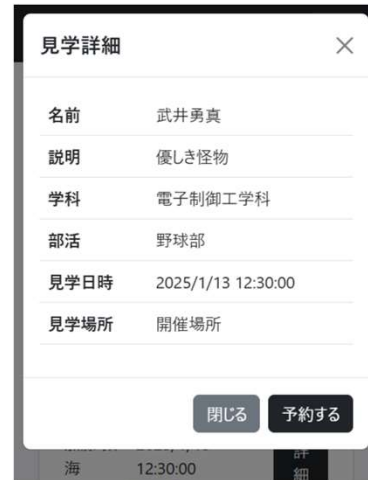 見学詳細
名前 武井勇真
説明 優しき怪物
学科 電子制御工学科
部活 野球部
見学日時 2025/1/13 12:30:00
見学場所 開催場所
閉じる 予約する
海 12:30:00 詳細